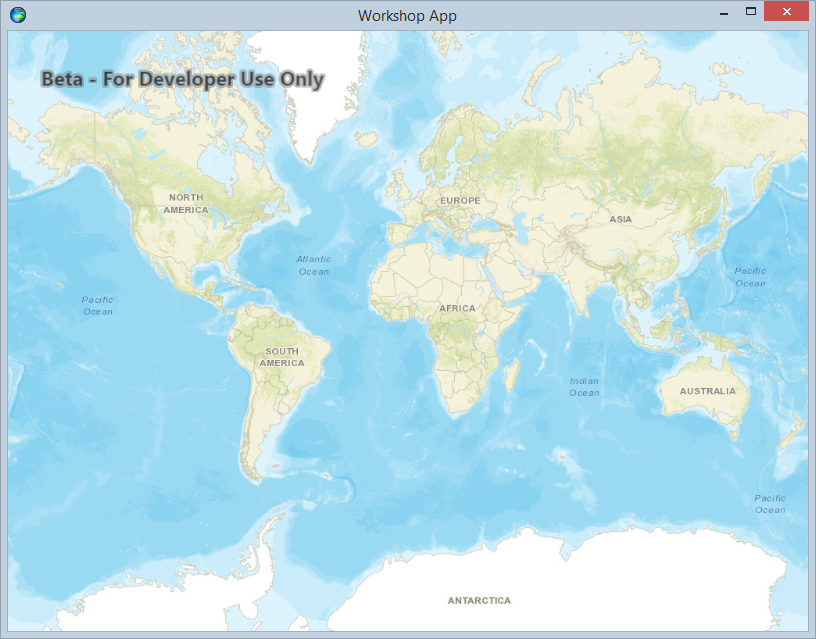 Workshop App
Beta - For Developer Use Only
NORTH
AMERICA
EUROPE
ASIA
Atlantic
Ocean
Pacific
Ocean
Pacific
Ocean
AFRICA
SOUTH
AMERICA
Indian
Ocean
AUSTRALIA
Pacific
Ocean
ANTARCTICA